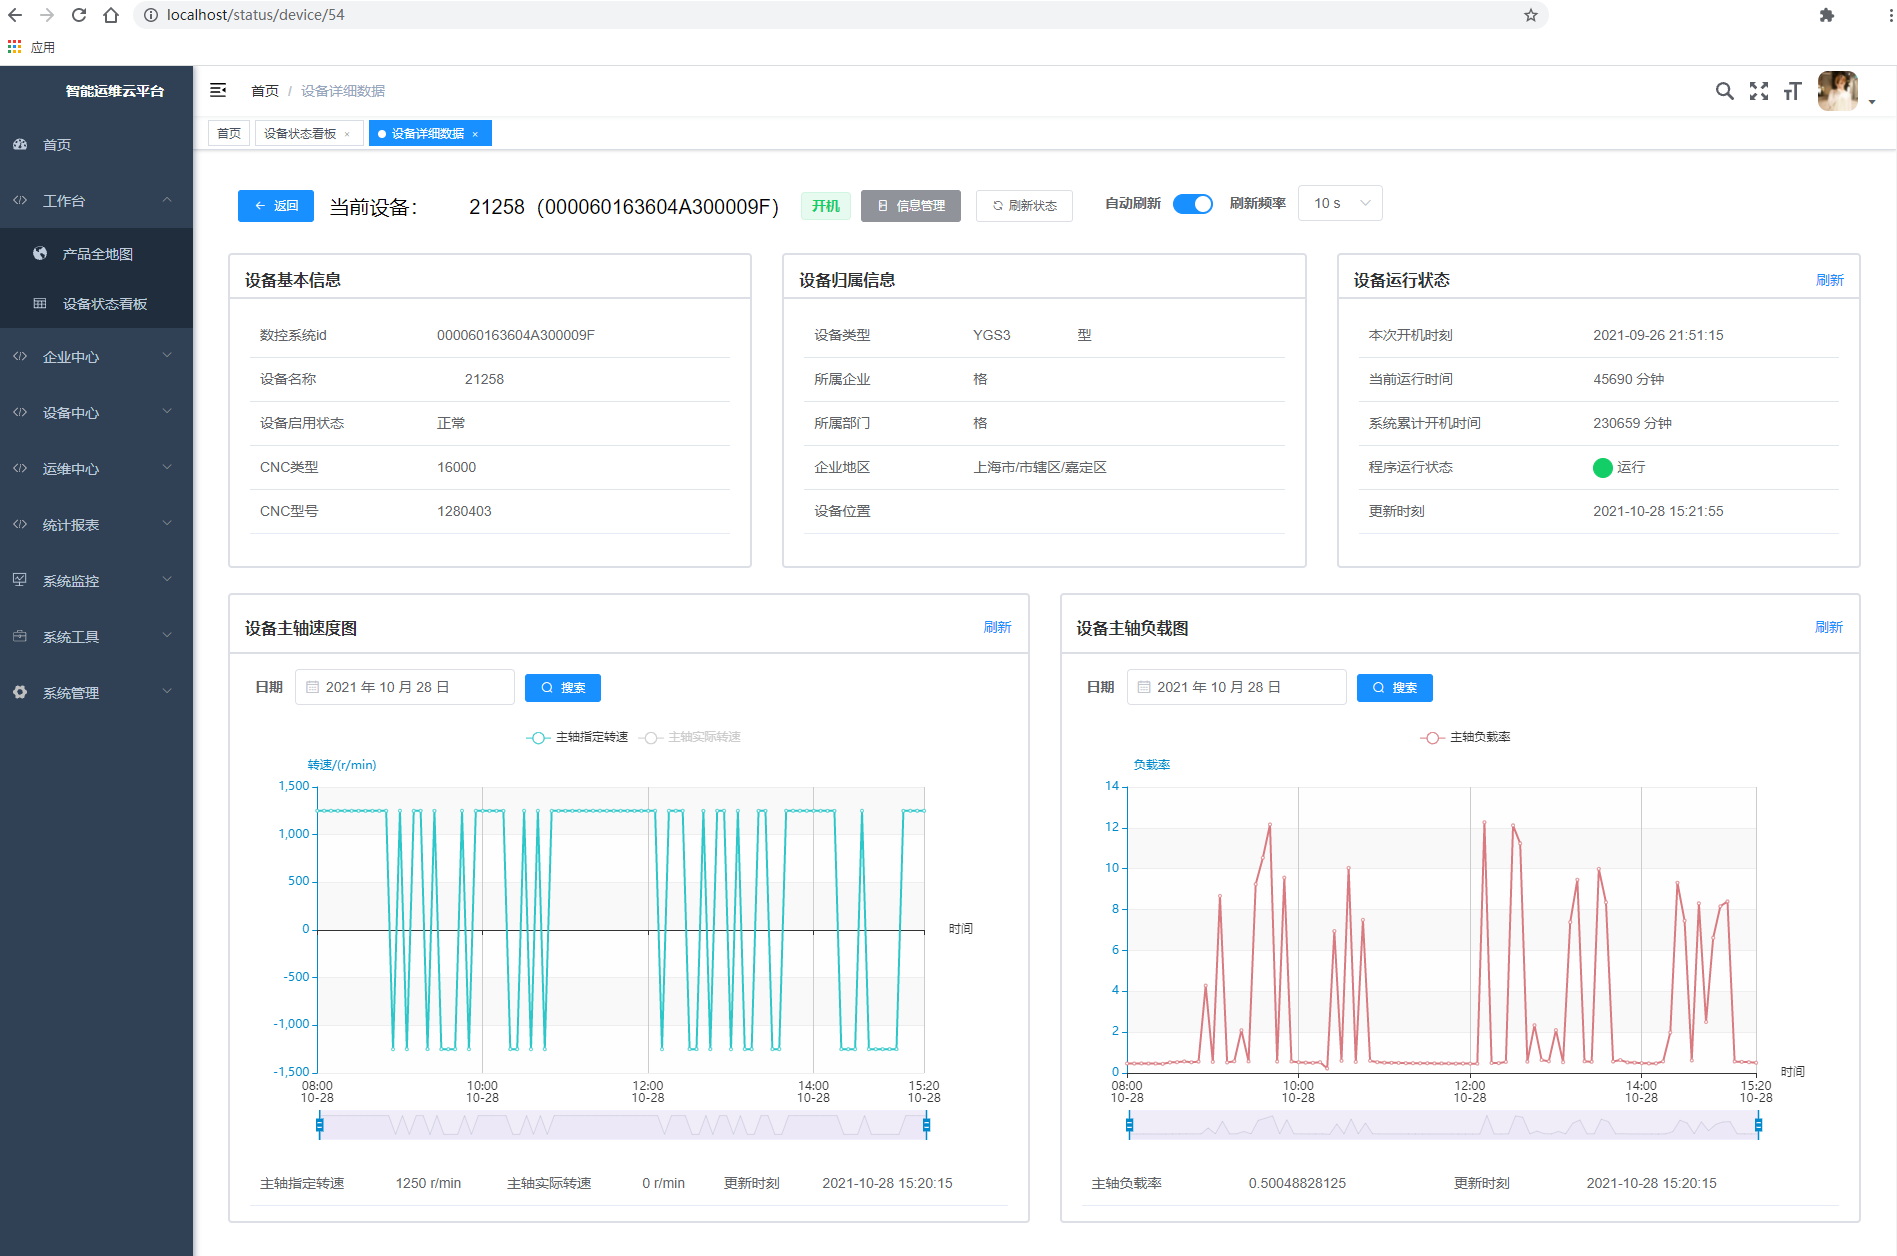 localhost/status/device/54
应用
智能运维云平台
首页 / 设备详细数据
首页
设备状态看板 ×
设备详细数据 ×
首页
工作台
产品全地图
设备状态看板
企业中心
设备中心
运维中心
统计报表
系统监控
系统工具
系统管理
返回 当前设备： 21258（000060163604A300009F） 开机 信息管理 刷新状态 自动刷新 刷新频率 10 s
设备基本信息
数控系统id 000060163604A300009F
设备名称 21258
设备启用状态 正常
CNC类型 16000
CNC型号 1280403
设备归属信息
设备类型 YGS3 型
所属企业 格
所属部门 格
企业地区 上海市/市辖区/嘉定区
设备位置
设备运行状态 刷新
本次开机时刻 2021-09-26 21:51:15
当前运行时间 45690 分钟
系统累计开机时间 230659 分钟
程序运行状态 运行
更新时刻 2021-10-28 15:21:55
设备主轴速度图 刷新
日期 2021 年 10 月 28 日 搜索
主轴指定转速 主轴实际转速
转速/(r/min)
1,500
1,000
500
0
-500
-1,000
-1,500
时间
08:00 10:00 12:00 14:00 15:20
10-28 10-28 10-28 10-28 10-28
主轴指定转速 1250 r/min 主轴实际转速 0 r/min 更新时刻 2021-10-28 15:20:15
设备主轴负载图 刷新
日期 2021 年 10 月 28 日 搜索
主轴负载率
负载率
14
12
10
8
6
4
2
0
时间
08:00 10:00 12:00 14:00 15:20
10-28 10-28 10-28 10-28 10-28
主轴负载率 0.50048828125 更新时刻 2021-10-28 15:20:15